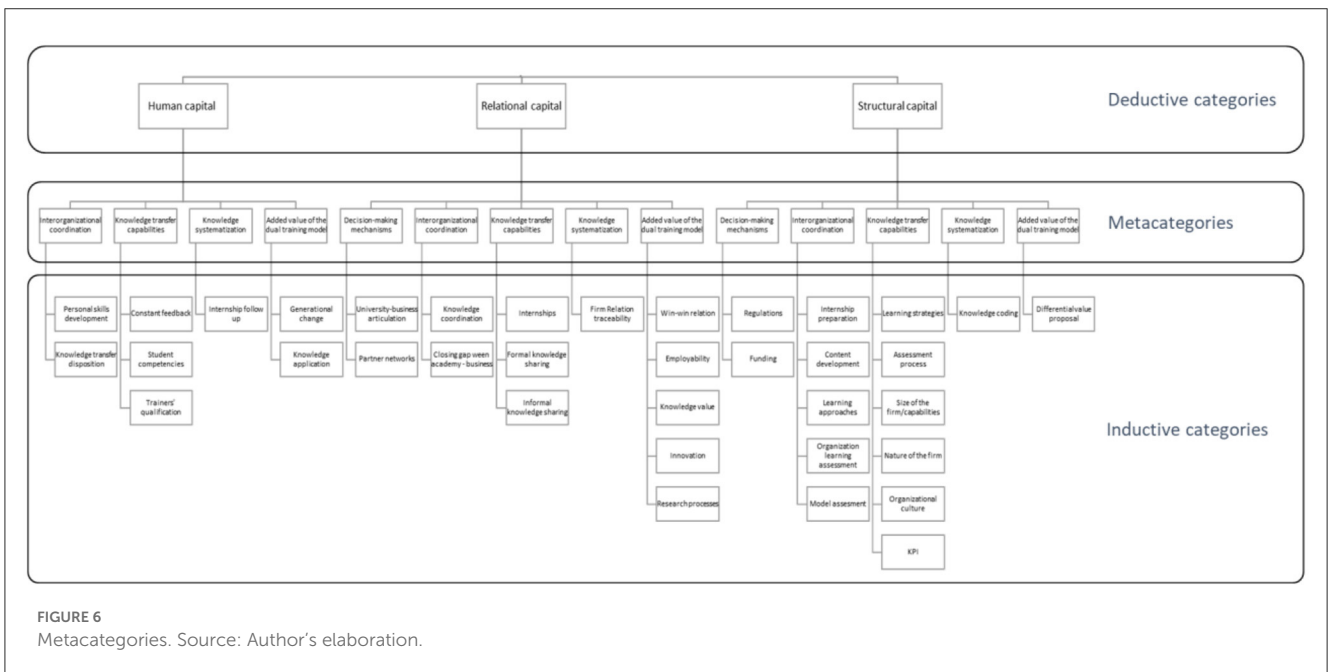 Human capital
Relational capital
Structural capital
Deductive categories
Interorganizational
coordination
Knowledge transfer
capabilities
Knowledge
systematization
Added value of the
dual training model
Decision-making
mechanisms
Interorganizational
coordination
Knowledge transfer
capabilities
Knowledge
systematization
Added value of the
dual training model
Decision-making
mechanisms
Interorganizational
coordination
Knowledge transfer
capabilities
Knowledge
systematization
Added value of the
dual training model
Metacategories
Personal skills
development
Constant feedback
Internship follow
up
Generational
change
University-business
articulation
Knowledge
coordination
Internships
Firm Relation
traceability
Win-win relation
Regulations
Internship
preparation
Learning strategies
Knowledge coding
Differential value
proposal
Knowledge transfer
disposition
Student
competencies
Knowledge
application
Partner networks
Closing gap ween
academy - business
Formal knowledge
sharing
Employability
Funding
Content
development
Assessment
process
Trainers'
qualification
Informal
knowledge sharing
Knowledge value
Learning
approaches
Size of the
firm/capabilities
Inductive categories
Innovation
Organization
learning
assessment
Nature of the firm
Research processes
Model assesment
Organizational
culture
KPI
FIGURE 6
Metacategories. Source: Author's elaboration.